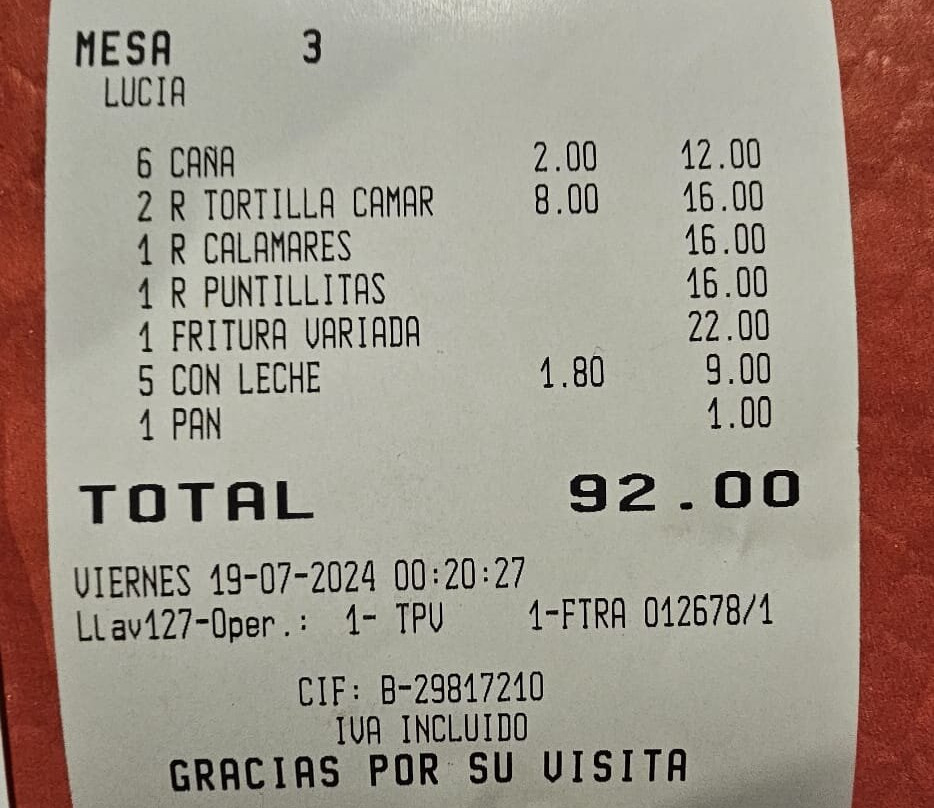 MESA 3
LUCIA
6 CAÑA 2.00 12.00
2 R TORTILLA CAMAR 8.00 16.00
1 R CALAMARES 16.00
1 R PUNTILLITAS 16.00
1 FRITURA VARIADA 22.00
5 CON LECHE 1.80 9.00
1 PAN 1.00
TOTAL 92.00
VIERNES 19-07-2024 00:20:27
Llav127-Oper.: 1- TPV 1-FTRA 012678/1
CIF: B-29817210
IVA INCLUIDO
GRACIAS POR SU VISITA